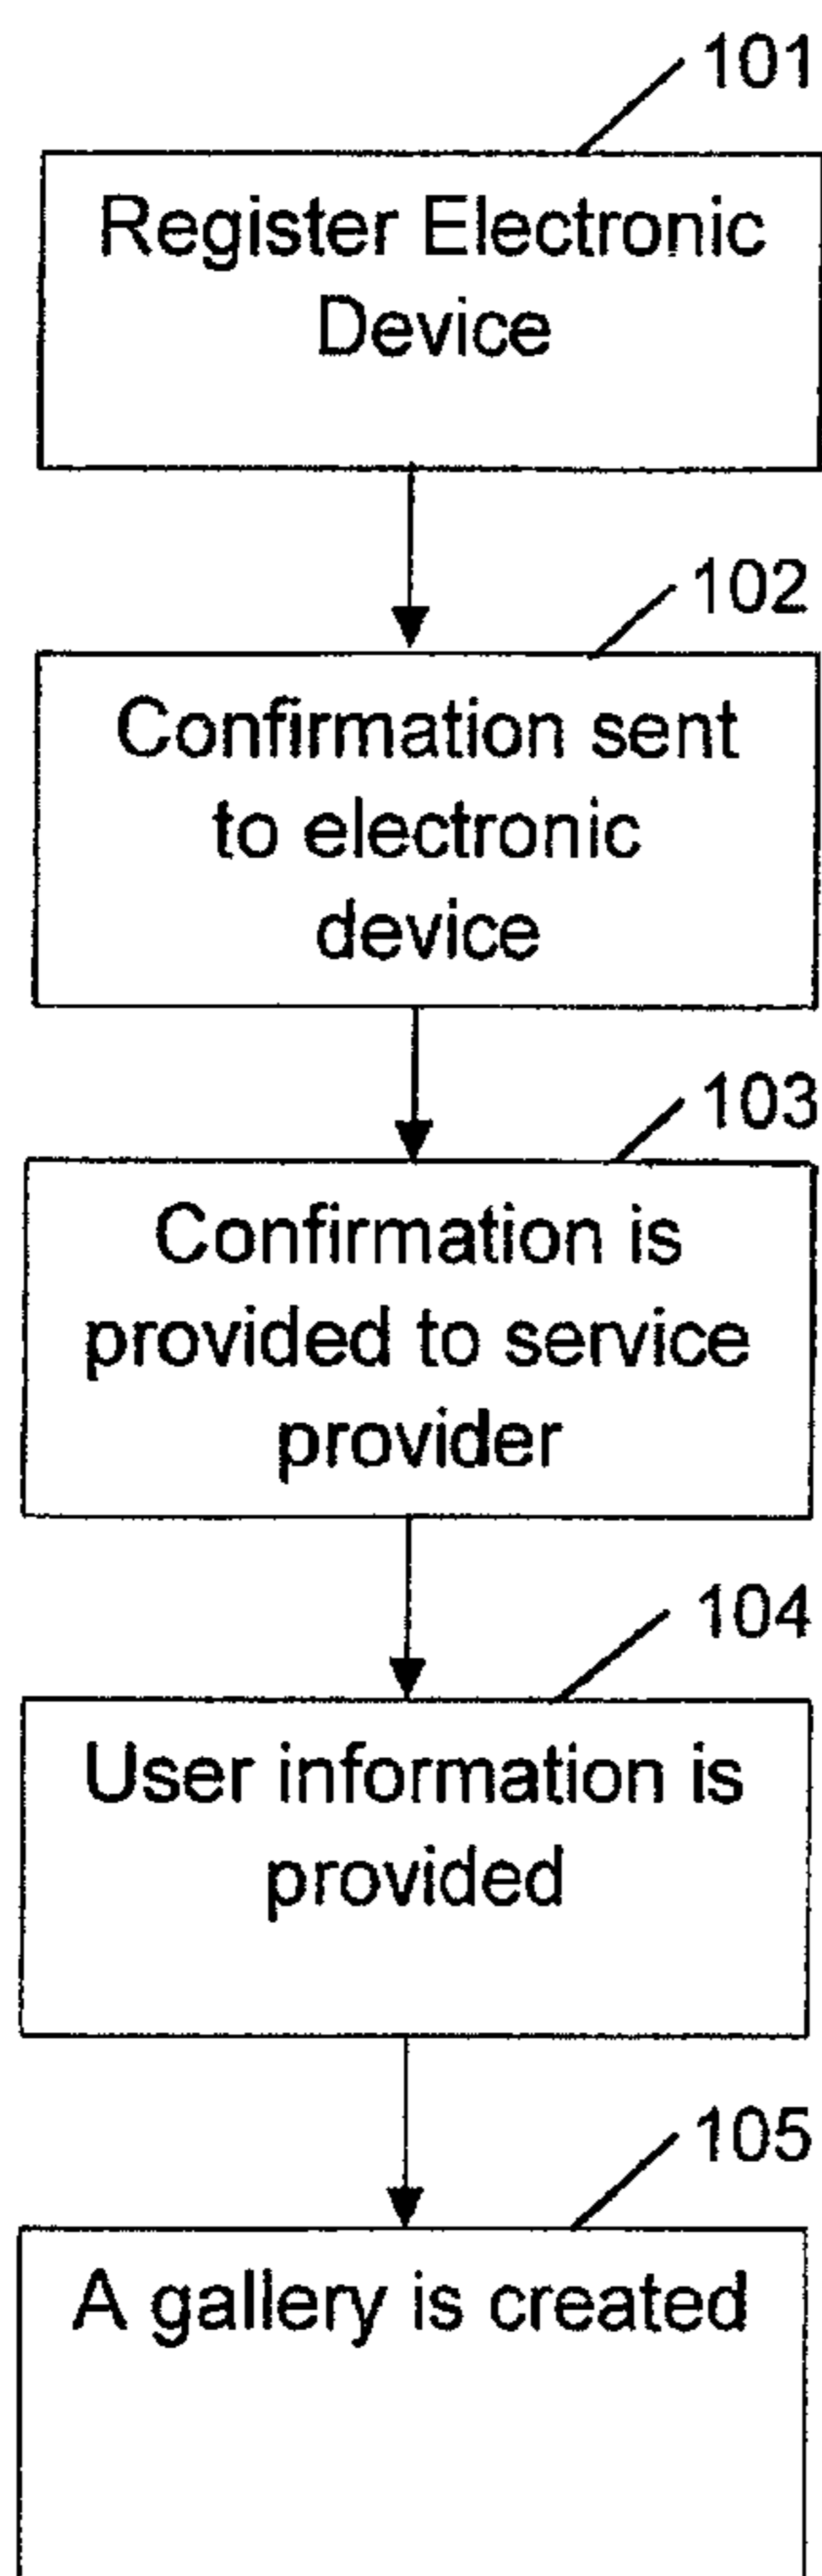 101
Register Electronic
Device
102
Confirmation sent
to electronic
device
103
Confirmation is
provided to service
provider
104
User information is
provided
105
A gallery is created